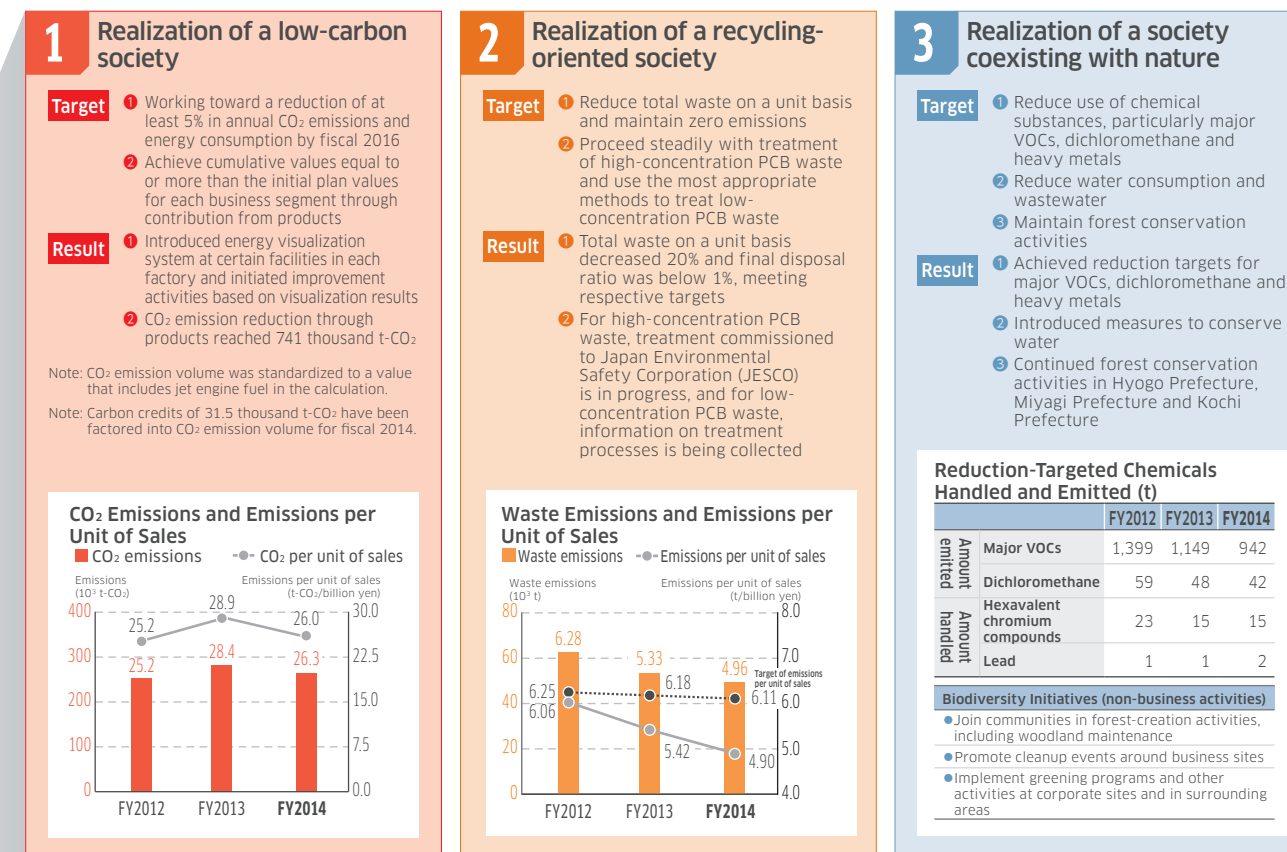 1
Realization of a low-carbon
society
Target
❶ Working toward a reduction of at
least 5% in annual CO₂ emissions and
energy consumption by fiscal 2016
❷ Achieve cumulative values equal to
or more than the initial plan values
for each business segment through
contribution from products
Result
❶ Introduced energy visualization
system at certain facilities in each
factory and initiated improvement
activities based on visualization results
❷ CO₂ emission reduction through
products reached 741 thousand t-CO₂
Note: CO₂ emission volume was standardized to a value
that includes jet engine fuel in the calculation.
Note: Carbon credits of 31.5 thousand t-CO₂ have been
factored into CO₂ emission volume for fiscal 2014.
CO₂ Emissions and Emissions per
Unit of Sales
CO₂ emissions CO₂ per unit of sales
Emissions
(10³ t-CO₂)
Emissions per unit of sales
(t-CO₂/billion yen)
400
300
200
100
0
25.2
28.9
26.0
25.2
28.4
26.3
30.0
22.5
15.0
7.5
0.0
FY2012 FY2013 FY2014
2
Realization of a recycling-
oriented society
Target
❶ Reduce total waste on a unit basis
and maintain zero emissions
❷ Proceed steadily with treatment
of high-concentration PCB waste
and use the most appropriate
methods to treat low-
concentration PCB waste
Result
❶ Total waste on a unit basis
decreased 20% and final disposal
ratio was below 1%, meeting
respective targets
❷ For high-concentration PCB
waste, treatment commissioned
to Japan Environmental
Safety Corporation (JESCO)
is in progress, and for low-
concentration PCB waste,
information on treatment
processes is being collected
Waste Emissions and Emissions per
Unit of Sales
Waste emissions Emissions per unit of sales
Waste emissions
(10³ t)
Emissions per unit of sales
(t/billion yen)
80
60
40
20
0
6.28
5.33
4.96
Target of emissions
per unit of sales
6.25
6.18
6.11
6.06
5.42
4.90
8.0
7.0
6.0
5.0
4.0
FY2012 FY2013 FY2014
3
Realization of a society
coexisting with nature
Target
❶ Reduce use of chemical
substances, particularly major
VOCs, dichloromethane and
heavy metals
❷ Reduce water consumption and
wastewater
❸ Maintain forest conservation
activities
Result
❶ Achieved reduction targets for
major VOCs, dichloromethane and
heavy metals
❷ Introduced measures to conserve
water
❸ Continued forest conservation
activities in Hyogo Prefecture,
Miyagi Prefecture and Kochi
Prefecture
Reduction-Targeted Chemicals
Handled and Emitted (t)
FY2012 FY2013 FY2014
Amount
emitted
Major VOCs 1,399 1,149 942
Dichloromethane 59 48 42
Amount
handled
Hexavalent
chromium
compounds 23 15 15
Lead 1 1 2
Biodiversity Initiatives (non-business activities)
● Join communities in forest-creation activities,
including woodland maintenance
● Promote cleanup events around business sites
● Implement greening programs and other
activities at corporate sites and in surrounding
areas